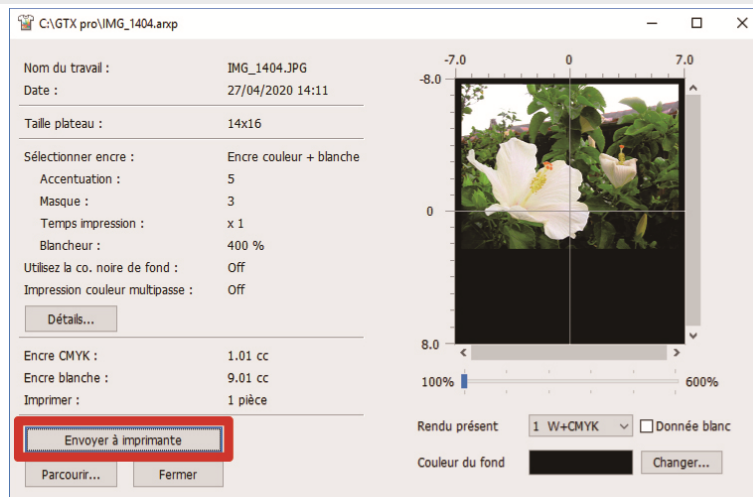 C:\GTX pro\IMG_1404.arxp
Nom du travail : IMG_1404.JPG
Date : 27/04/2020 14:11
Taille plateau : 14x16
Sélectionner encre : Encre couleur + blanche
Accentuation : 5
Masque : 3
Temps impression : x 1
Blancheur : 400 %
Utilisez la co. noire de fond : Off
Impression couleur multipasse : Off
Détails...
Encre CMYK : 1.01 cc
Encre blanche : 9.01 cc
Imprimer : 1 pièce
Envoyer à imprimante
Parcourir... Fermer
-7.0 0 7.0
-8.0
0
8.0
100% 600%
Rendu présent 1 W+CMYK Donnée blanc
Couleur du fond Changer...